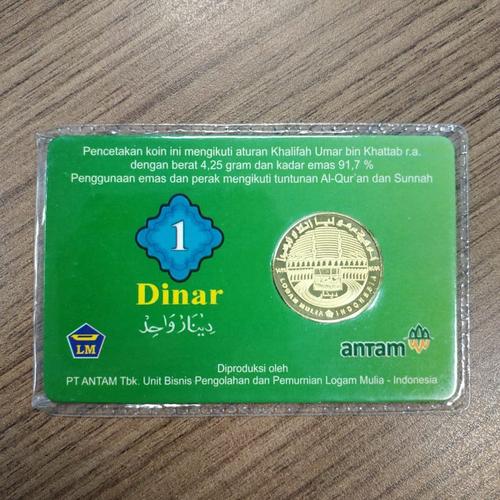 Pencetakan koin ini mengikuti aturan Khalifah Umar bin Khattab r.a.
dengan berat 4,25 gram dan kadar emas 91,7 %
Penggunaan emas dan perak mengikuti tuntunan Al-Qur'an dan Sunnah
1
Dinar
دينار واحد
LOGAM MULIA INDONESIA
LM
antam
Diproduksi oleh
PT ANTAM Tbk. Unit Bisnis Pengolahan dan Pemurnian Logam Mulia - Indonesia